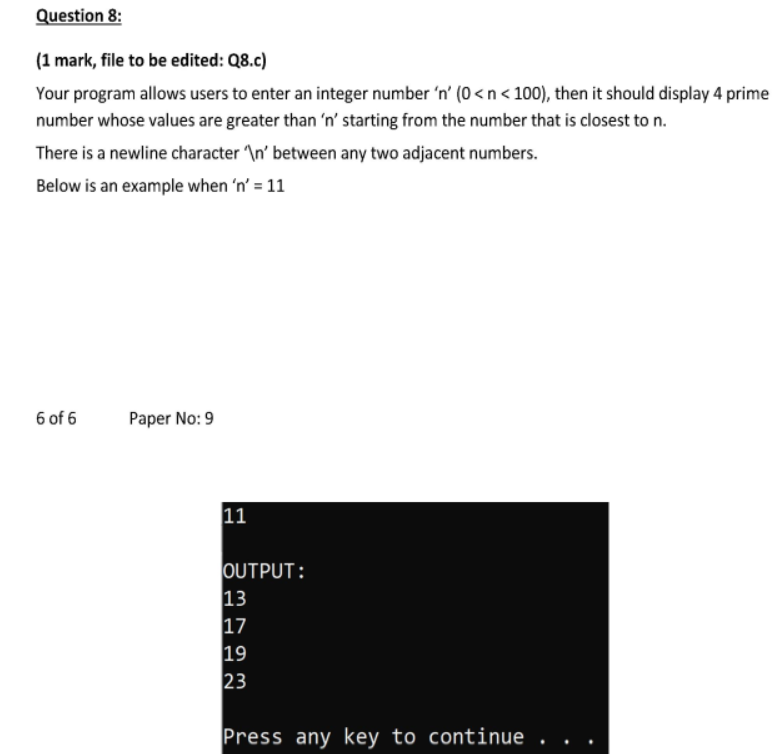 Question 8:
(1 mark, file to be edited: Q8.c)
Your program allows users to enter an integer number ‘n’ (0 < n < 100), then it should display 4 prime
number whose values are greater than ‘n’ starting from the number that is closest to n.
There is a newline character ‘\n’ between any two adjacent numbers.
Below is an example when ‘n’ = 11
6 of 6 Paper No: 9
11
OUTPUT:
13
17
19
23
Press any key to continue . . .